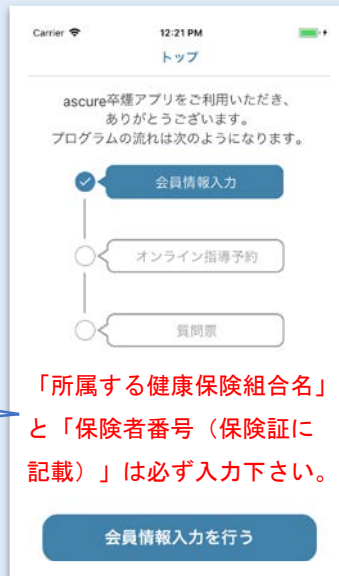 Carrier 12:21 PM
トップ
ascure卒煙アプリをご利用いただき、
ありがとうございます。
プログラムの流れは次のようになります。
会員情報入力
オンライン指導予約
質問票
「所属する健康保険組合名」
と「保険者番号（保険証に
記載）」は必ず入力下さい。
会員情報入力を行う